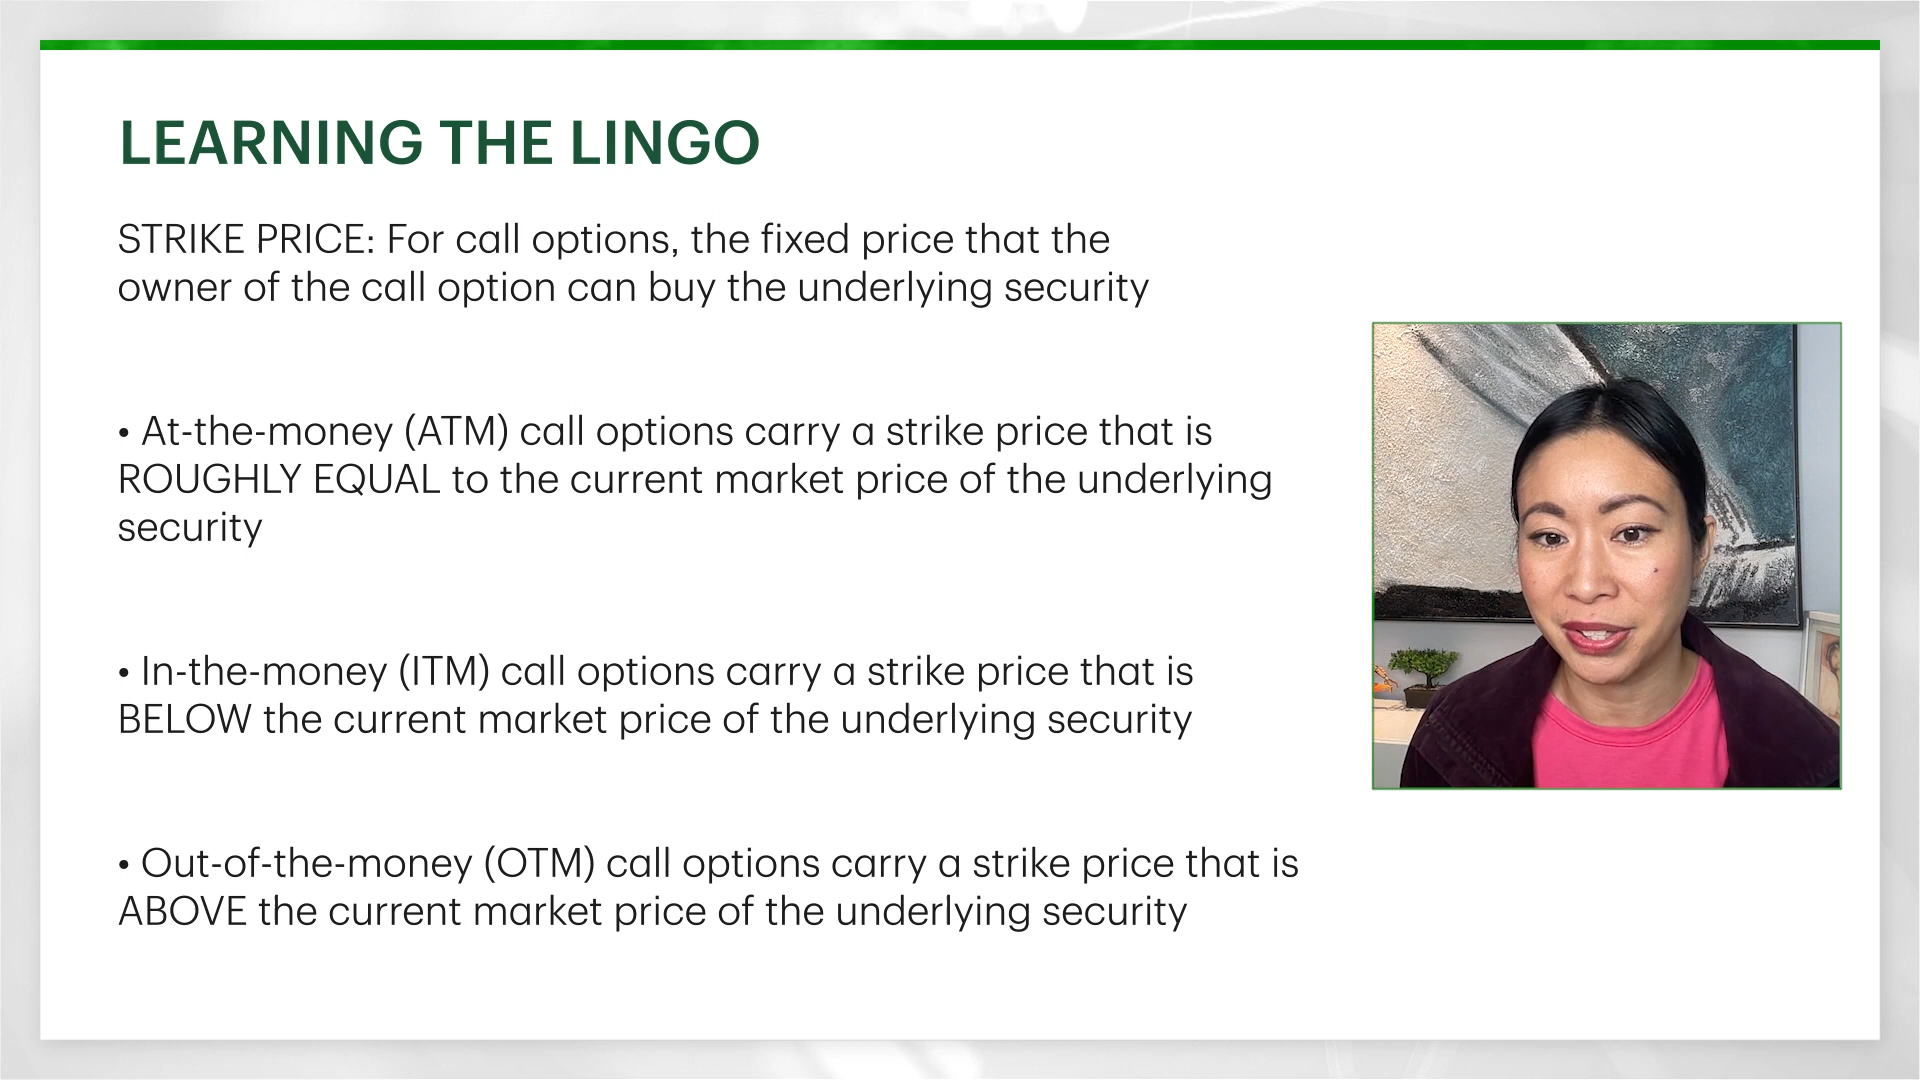 LEARNING THE LINGO
STRIKE PRICE: For call options, the fixed price that the
owner of the call option can buy the underlying security
• At-the-money (ATM) call options carry a strike price that is
ROUGHLY EQUAL to the current market price of the underlying
security
• In-the-money (ITM) call options carry a strike price that is
BELOW the current market price of the underlying security
• Out-of-the-money (OTM) call options carry a strike price that is
ABOVE the current market price of the underlying security